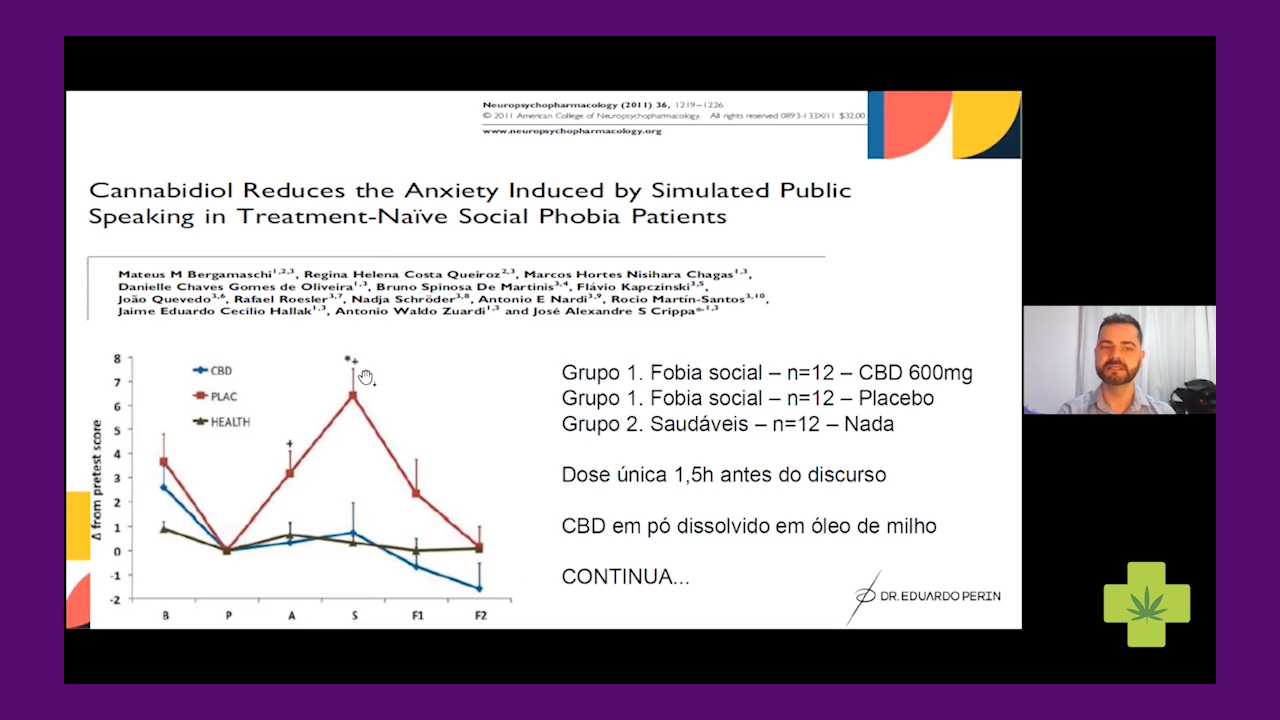 Neuropsychopharmacology (2011) 36, 1219–1226
© 2011 American College of Neuropsychopharmacology. All rights reserved 0893-133X/11 $32.00
www.neuropsychopharmacology.org
Cannabidiol Reduces the Anxiety Induced by Simulated Public
Speaking in Treatment-Naïve Social Phobia Patients
Mateus M Bergamaschi1,2,3, Regina Helena Costa Queiroz2,3, Marcos Hortes Nisihara Chagas1,3,
Danielle Chaves Gomes de Oliveira1,3, Bruno Spinosa De Martinis3,4, Flávio Kapczinski3,5,
João Quevedo3,6, Rafael Roesler3,7, Nadja Schröder3,8, Antonio E Nardi3,9, Rocio Martín-Santos3,10,
Jaime Eduardo Cecílio Hallak1,3, Antonio Waldo Zuardi1,3 and José Alexandre S Crippa*,1,3
Δ from pretest score
8
7
6
5
4
3
2
1
0
-1
-2
CBD
PLAC
HEALTH
+
*+
B P A S F1 F2
Grupo 1. Fobia social – n=12 – CBD 600mg
Grupo 1. Fobia social – n=12 – Placebo
Grupo 2. Saudáveis – n=12 – Nada
Dose única 1,5h antes do discurso
CBD em pó dissolvido em óleo de milho
CONTINUA...
DR. EDUARDO PERIN